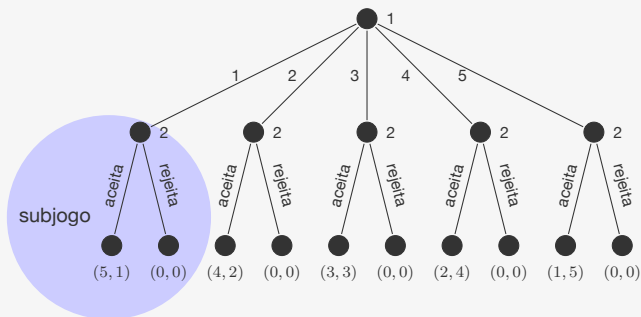 1
1 2 3 4 5
2 2 2 2 2
aceita rejeita aceita rejeita aceita rejeita aceita rejeita aceita rejeita
subjogo
(5, 1) (0, 0) (4, 2) (0, 0) (3, 3) (0, 0) (2, 4) (0, 0) (1, 5) (0, 0)